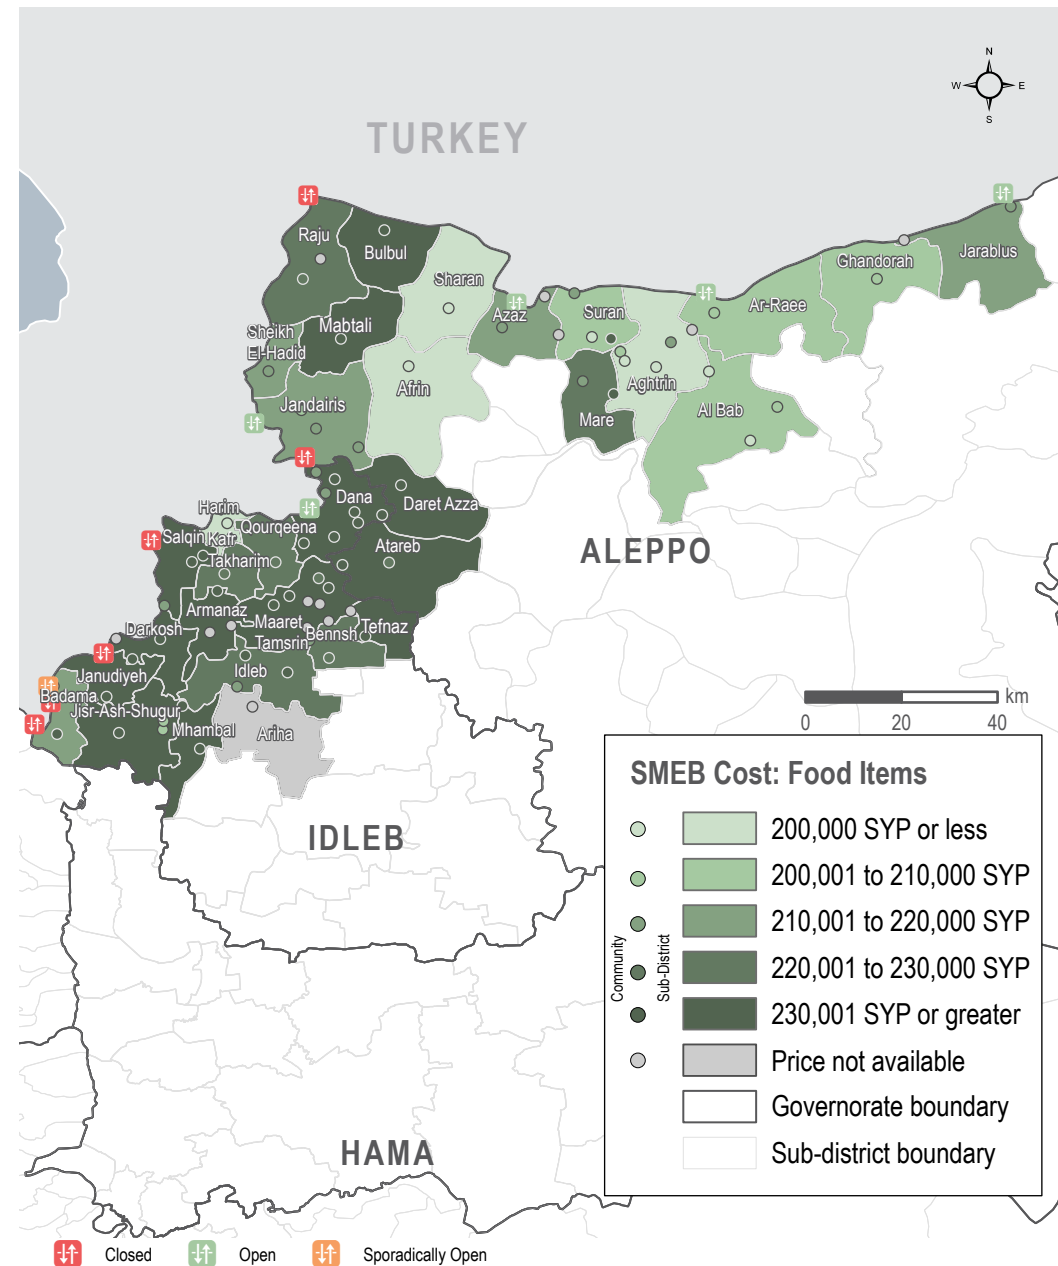 N
W E
S
TURKEY
Raju
Bulbul
Sharan
Ghandorah
Jarablus
Azaz
Suran
Ar-Raee
Sheikh
El-Hadid
Mabtali
Afrin
Aghtrin
Jandairis
Mare
Al Bab
Dana
Daret Azza
Harim
Qourqeena
Salqin
Kafr
Takharim
Atareb
ALEPPO
Armanaz
Maaret
Tamsrin
Bennsh
Tefnaz
Darkosh
Janudiyeh
Idleb
Badama
Jisr-Ash-Shugur
Mhambal
Ariha
km
0 20 40
IDLEB
HAMA
SMEB Cost: Food Items
Community
Sub-District
200,000 SYP or less
200,001 to 210,000 SYP
210,001 to 220,000 SYP
220,001 to 230,000 SYP
230,001 SYP or greater
Price not available
Governorate boundary
Sub-district boundary
Closed Open Sporadically Open